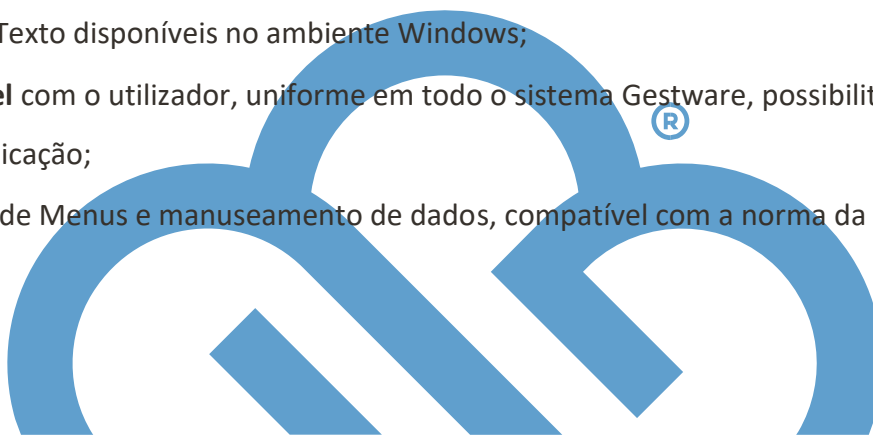 Texto disponíveis no ambiente Windows;
el com o utilizador, uniforme em todo o sistema Gestware, possibilit
icação;
de Menus e manuseamento de dados, compatível com a norma da
®